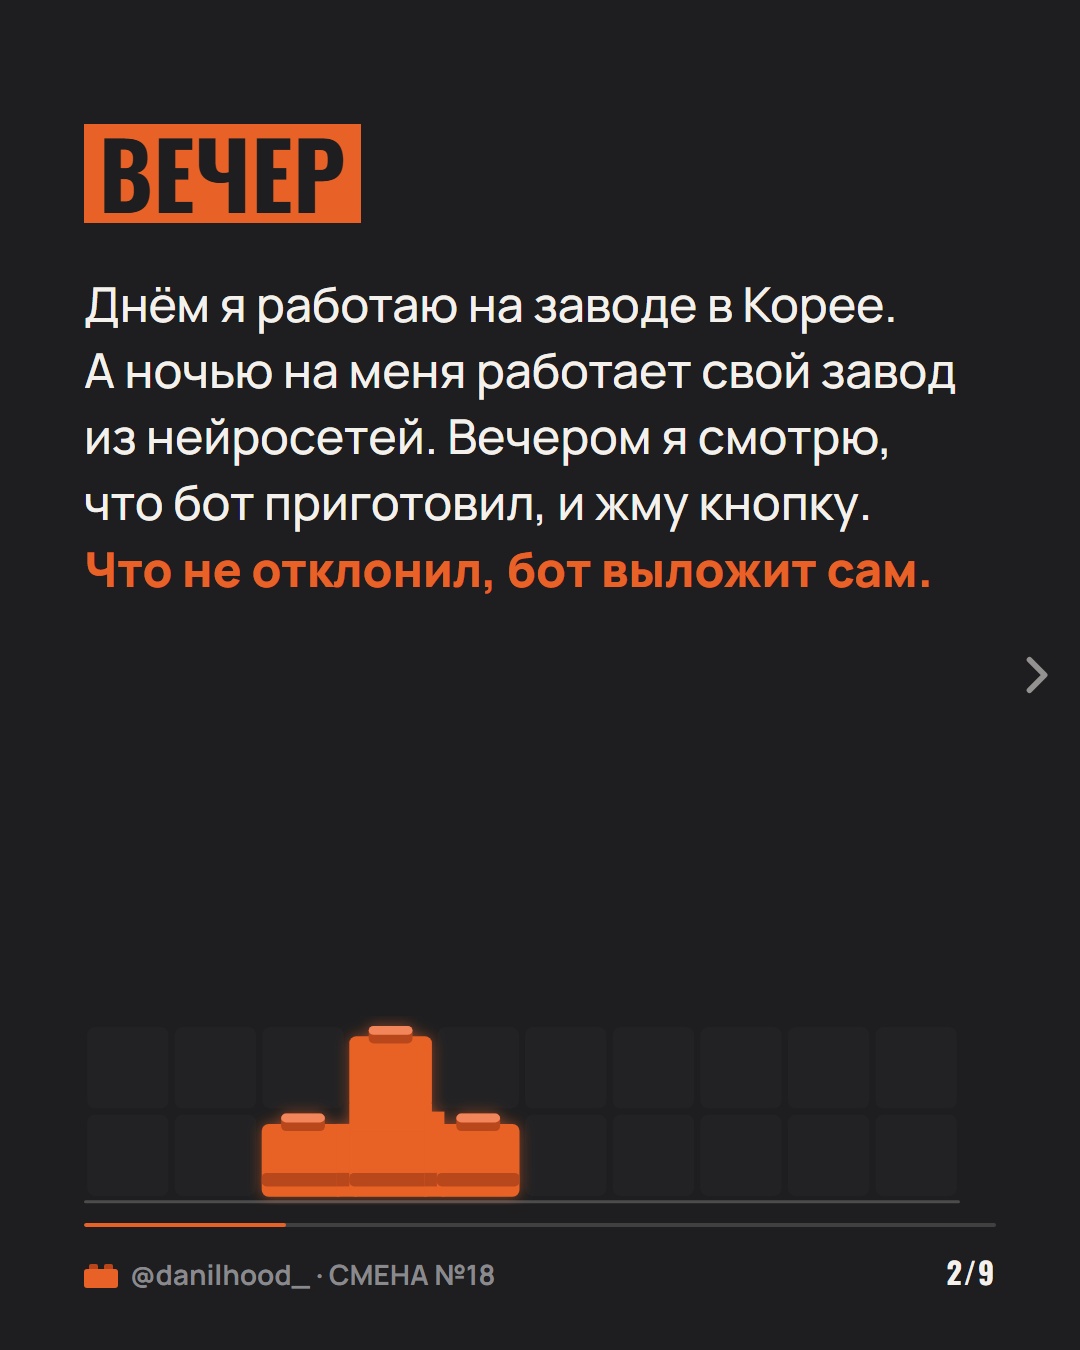 ВЕЧЕР
Днём я работаю на заводе в Корее.
А ночью на меня работает свой завод
из нейросетей. Вечером я смотрю,
что бот приготовил, и жму кнопку.
Что не отклонил, бот выложит сам.
@danilhood_ · СМЕНА №18
2/9